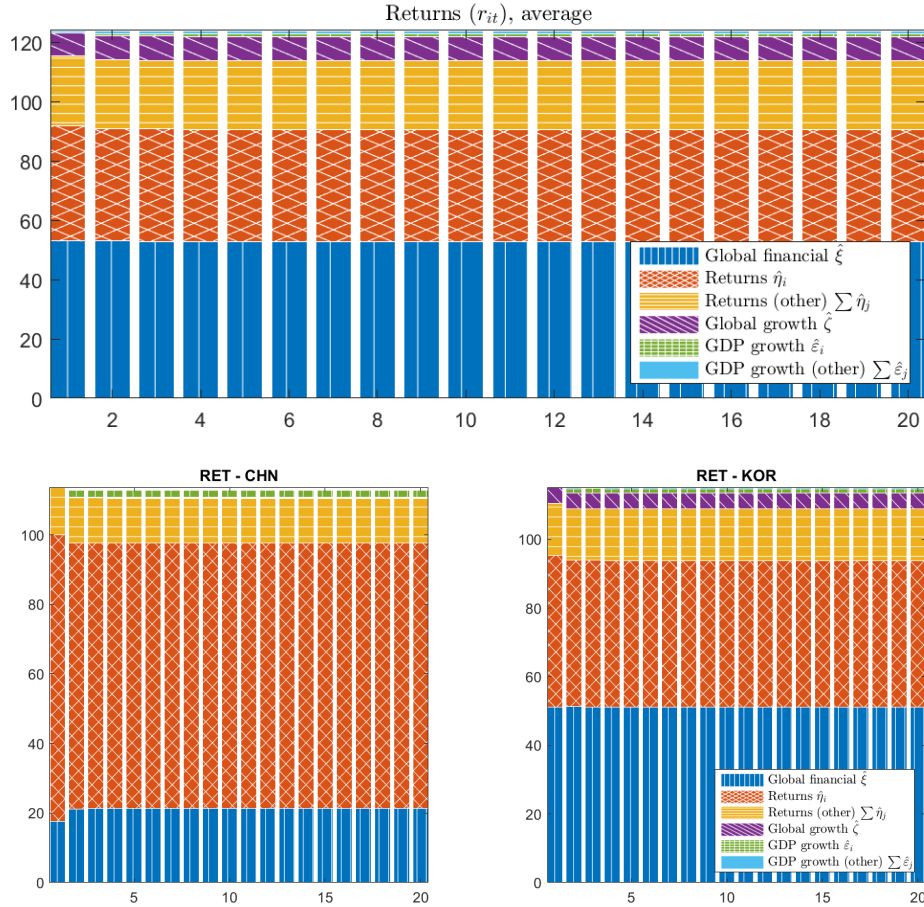 Returns (r_{it}), average
120
100
80
60
40
20
0
2 4 6 8 10 12 14 16 18 20
Global financial ξ̂
Returns η̂_i
Returns (other) ∑ η̂_j
Global growth ζ̂
GDP growth ε̂_i
GDP growth (other) ∑ ε̂_j
RET - CHN
100
80
60
40
20
0
5 10 15 20
RET - KOR
100
80
60
40
20
0
5 10 15 20
Global financial ξ̂
Returns η̂_i
Returns (other) ∑ η̂_j
Global growth ζ̂
GDP growth ε̂_i
GDP growth (other) ∑ ε̂_j